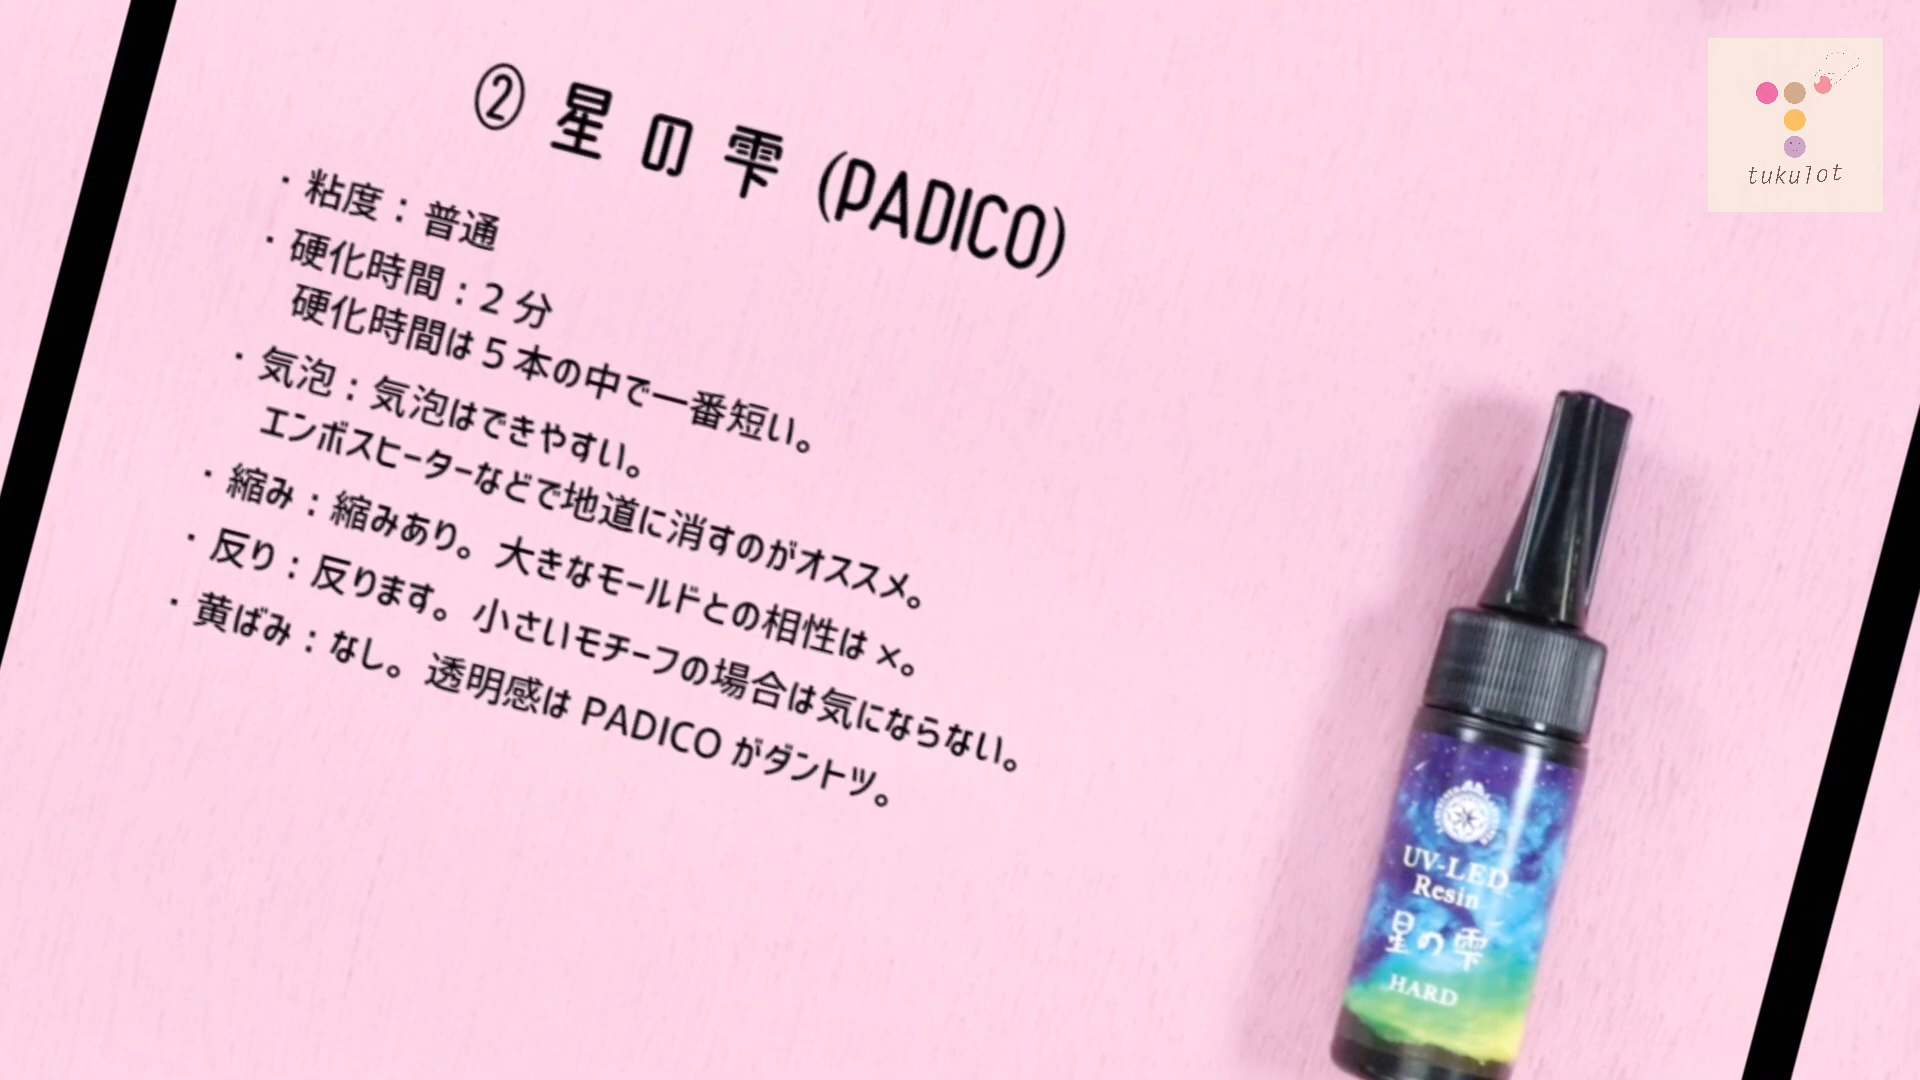 ② 星の雫 (PADICO)
・粘度：普通
・硬化時間：2 分
硬化時間は 5 本の中で一番短い。
・気泡：気泡はできやすい。
エンボスヒーターなどで地道に消すのがオススメ。
・縮み：縮みあり。大きなモールドとの相性は ×。
・反り：反ります。小さいモチーフの場合は気にならない。
・黄ばみ：なし。透明感は PADICO がダントツ。
tukulot
UV-LED
Resin
星の雫
HARD